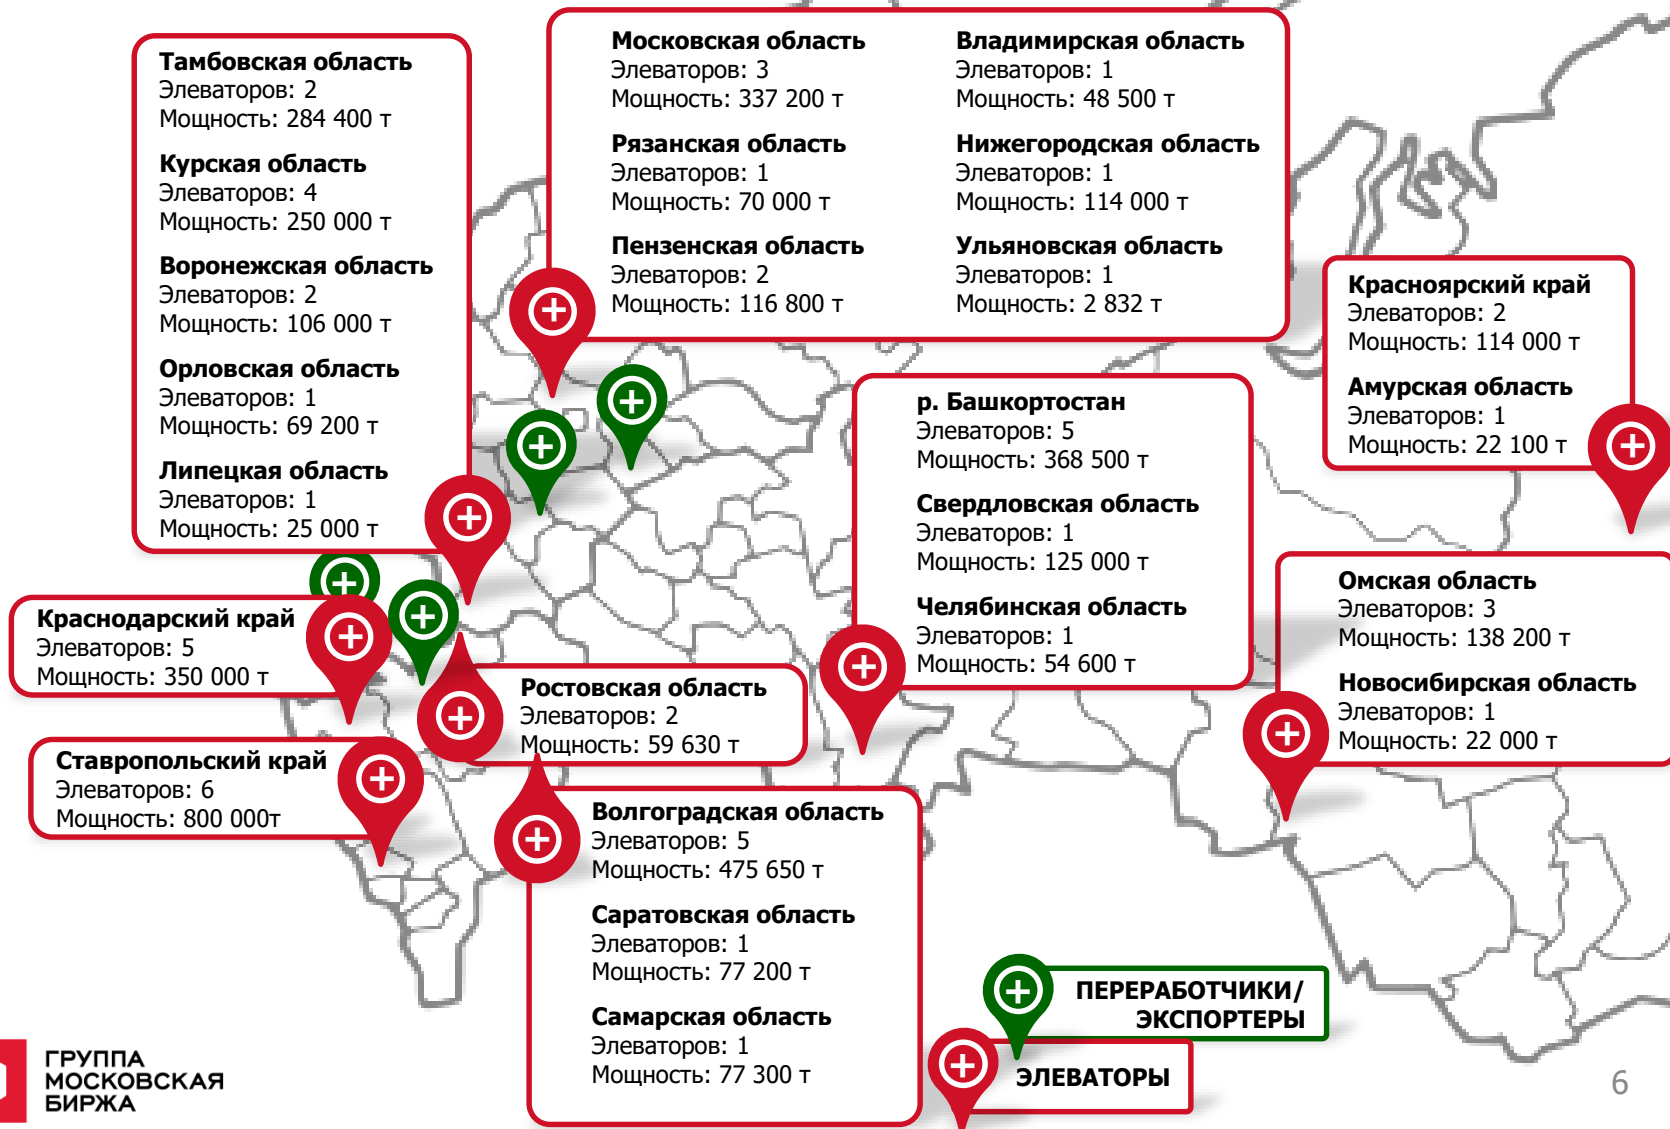 Тамбовская область
Элеваторов: 2
Мощность: 284 400 т
Курская область
Элеваторов: 4
Мощность: 250 000 т
Воронежская область
Элеваторов: 2
Мощность: 106 000 т
Орловская область
Элеваторов: 1
Мощность: 69 200 т
Липецкая область
Элеваторов: 1
Мощность: 25 000 т
Московская область
Элеваторов: 3
Мощность: 337 200 т
Рязанская область
Элеваторов: 1
Мощность: 70 000 т
Пензенская область
Элеваторов: 2
Мощность: 116 800 т
Владимирская область
Элеваторов: 1
Мощность: 48 500 т
Нижегородская область
Элеваторов: 1
Мощность: 114 000 т
Ульяновская область
Элеваторов: 1
Мощность: 2 832 т
Красноярский край
Элеваторов: 2
Мощность: 114 000 т
Амурская область
Элеваторов: 1
Мощность: 22 100 т
р. Башкортостан
Элеваторов: 5
Мощность: 368 500 т
Свердловская область
Элеваторов: 1
Мощность: 125 000 т
Челябинская область
Элеваторов: 1
Мощность: 54 600 т
Омская область
Элеваторов: 3
Мощность: 138 200 т
Новосибирская область
Элеваторов: 1
Мощность: 22 000 т
Краснодарский край
Элеваторов: 5
Мощность: 350 000 т
Ростовская область
Элеваторов: 2
Мощность: 59 630 т
Ставропольский край
Элеваторов: 6
Мощность: 800 000т
Волгоградская область
Элеваторов: 5
Мощность: 475 650 т
Саратовская область
Элеваторов: 1
Мощность: 77 200 т
Самарская область
Элеваторов: 1
Мощность: 77 300 т
ПЕРЕРАБОТЧИКИ/
ЭКСПОРТЕРЫ
ЭЛЕВАТОРЫ
ГРУППА
МОСКОВСКАЯ
БИРЖА
6